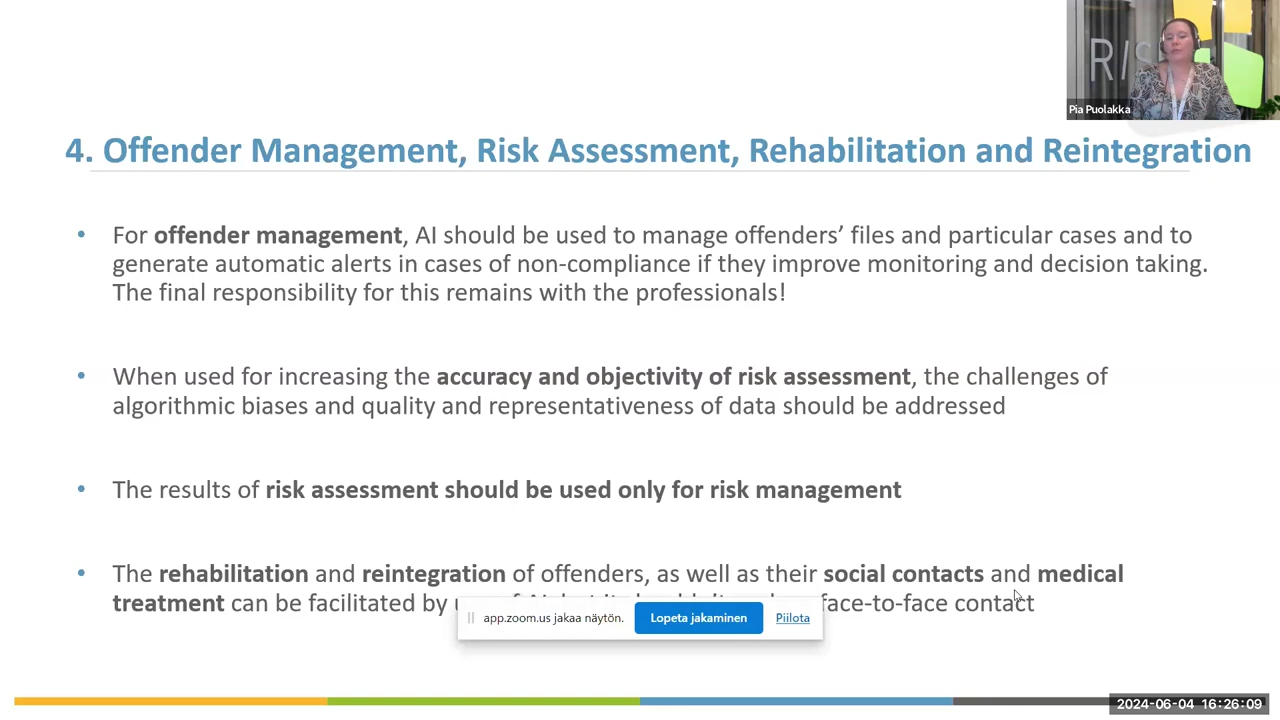 RIS
Pia Puolakka
4. Offender Management, Risk Assessment, Rehabilitation and Reintegration
• For offender management, AI should be used to manage offenders’ files and particular cases and to
generate automatic alerts in cases of non-compliance if they improve monitoring and decision taking.
The final responsibility for this remains with the professionals!
• When used for increasing the accuracy and objectivity of risk assessment, the challenges of
algorithmic biases and quality and representativeness of data should be addressed
• The results of risk assessment should be used only for risk management
• The rehabilitation and reintegration of offenders, as well as their social contacts and medical
treatment can be facilitated by face-to-face contact
app.zoom.us jakaa näytön. Lopeta jakaminen Piilota
2024-06-04 16:26:09